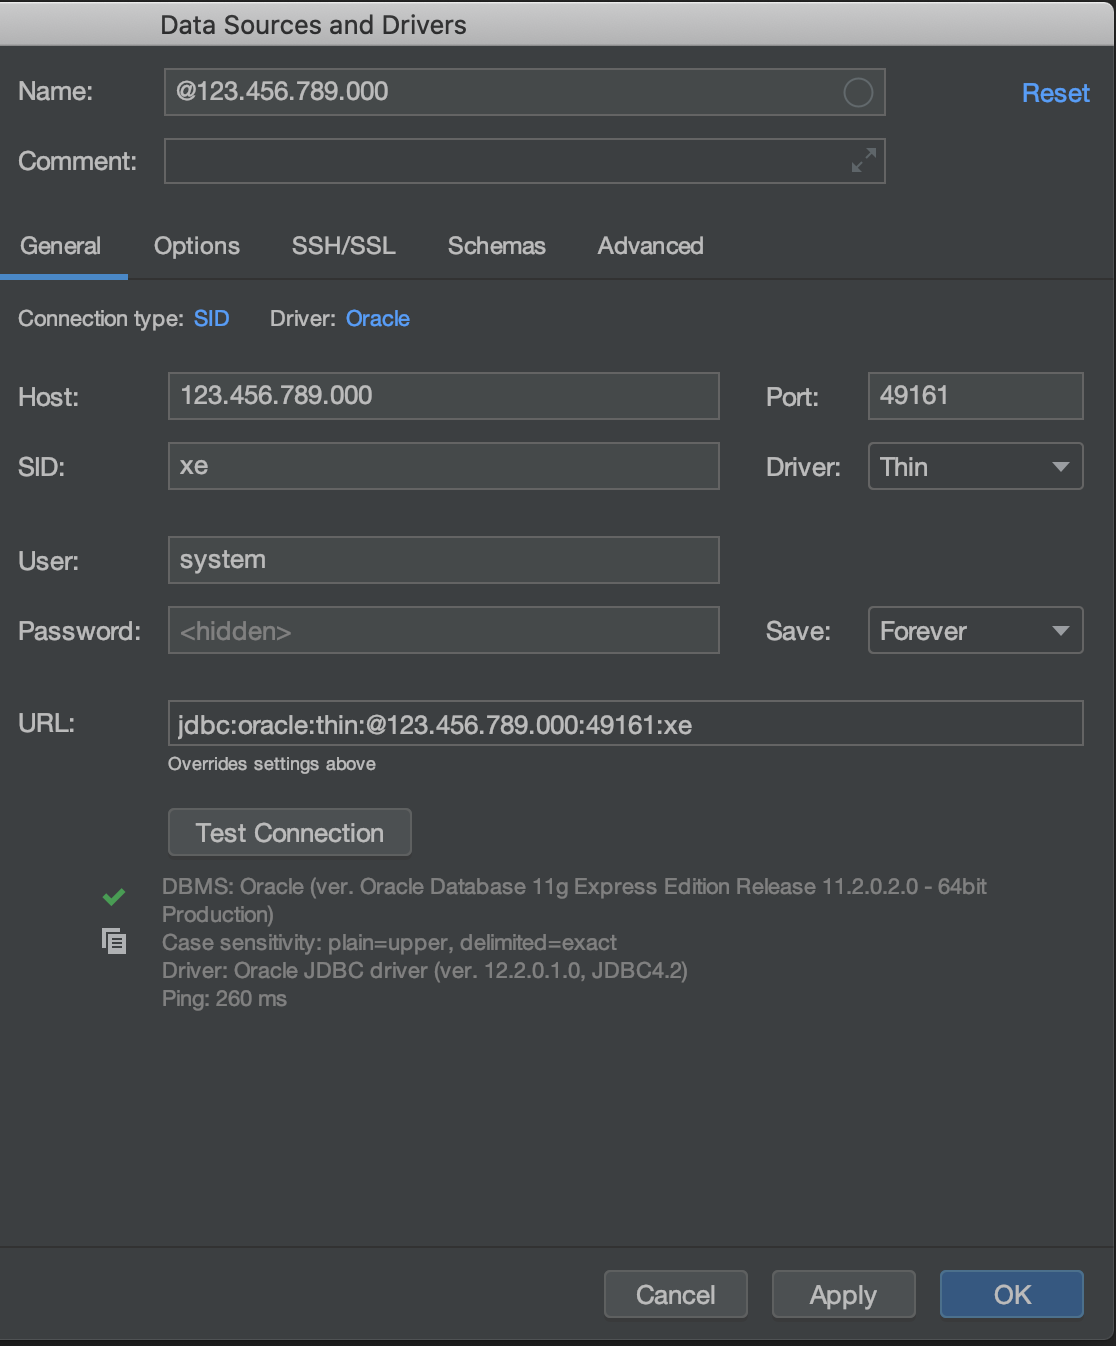 Data Sources and Drivers
Name: @123.456.789.000 Reset
Comment:
General Options SSH/SSL Schemas Advanced
Connection type: SID Driver: Oracle
Host: 123.456.789.000 Port: 49161
SID: xe Driver: Thin
User: system
Password: <hidden> Save: Forever
URL: jdbc:oracle:thin:@123.456.789.000:49161:xe
Overrides settings above
Test Connection
DBMS: Oracle (ver. Oracle Database 11g Express Edition Release 11.2.0.2.0 - 64bit
Production)
Case sensitivity: plain=upper, delimited=exact
Driver: Oracle JDBC driver (ver. 12.2.0.1.0, JDBC4.2)
Ping: 260 ms
Cancel Apply OK